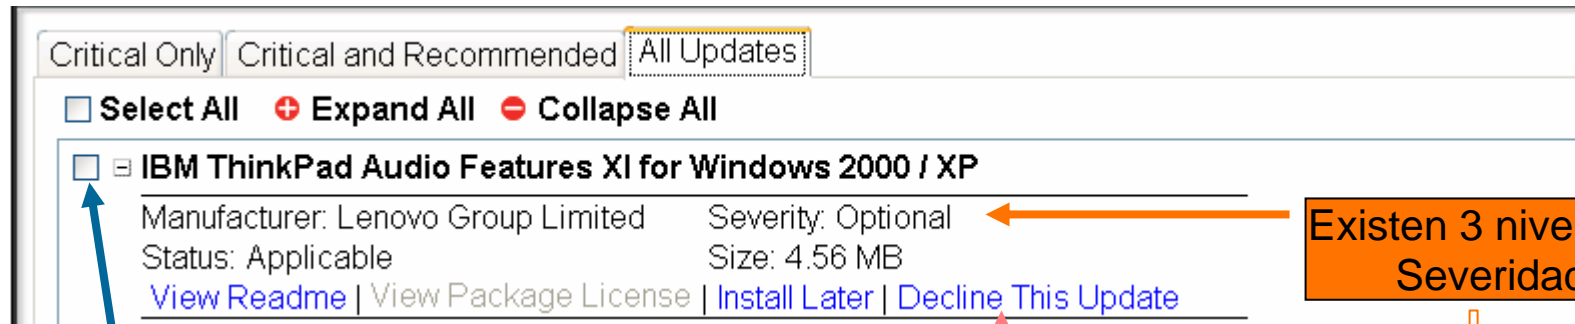 Critical Only Critical and Recommended All Updates
Select All Expand All Collapse All
IBM ThinkPad Audio Features XI for Windows 2000 / XP
Manufacturer: Lenovo Group Limited Severity: Optional
Status: Applicable Size: 4.56 MB
View Readme | View Package License | Install Later | Decline This Update
Existen 3